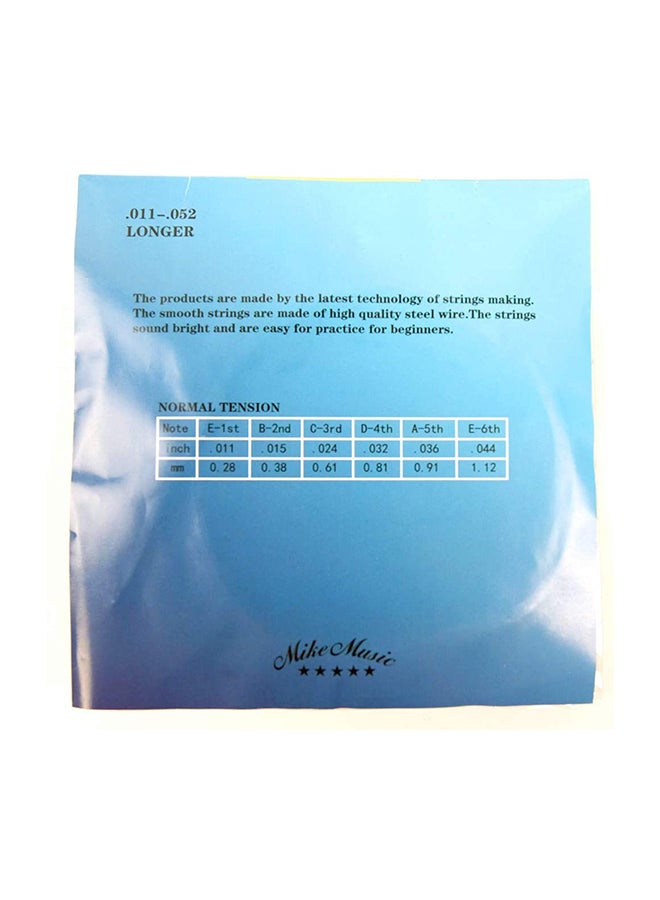 .011-.052
LONGER
The products are made by the latest technology of strings making.
The smooth strings are made of high quality steel wire.The strings
sound bright and are easy for practice for beginners.
NORMAL TENSION
Note E-1st B-2nd C-3rd D-4th A-5th E-6th
inch .011 .015 .024 .032 .036 .044
mm 0.28 0.38 0.61 0.81 0.91 1.12
Mike Music